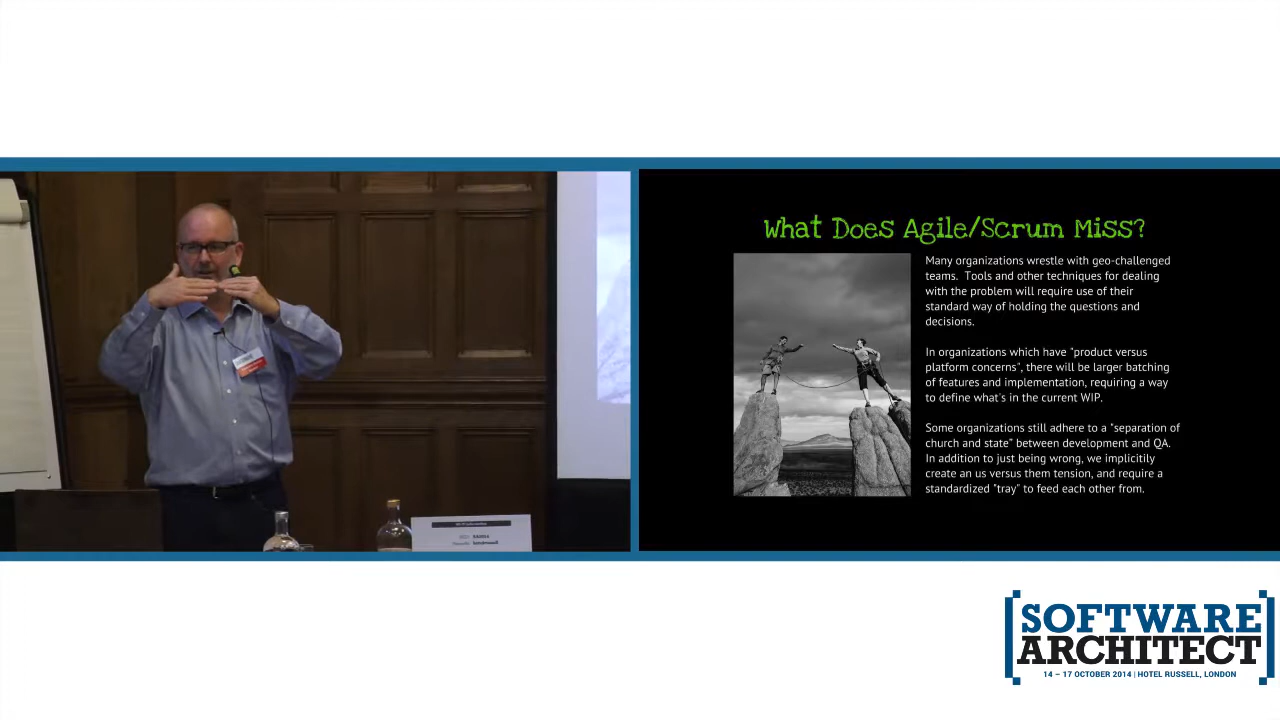 What Does Agile/Scrum Miss?
Many organizations wrestle with geo-challenged
teams.  Tools and other techniques for dealing
with the problem will require use of their
standard way of holding the questions and
decisions.
In organizations which have "product versus
platform concerns", there will be larger batching
of features and implementation, requiring a way
to define what's in the current WIP.
Some organizations still adhere to a "separation of
church and state" between development and QA.
In addition to just being wrong, we implicitily
create an us versus them tension, and require a
standardized "tray" to feed each other from.
[SOFTWARE
ARCHITECT]
14 – 17 OCTOBER 2014 | HOTEL RUSSELL, LONDON